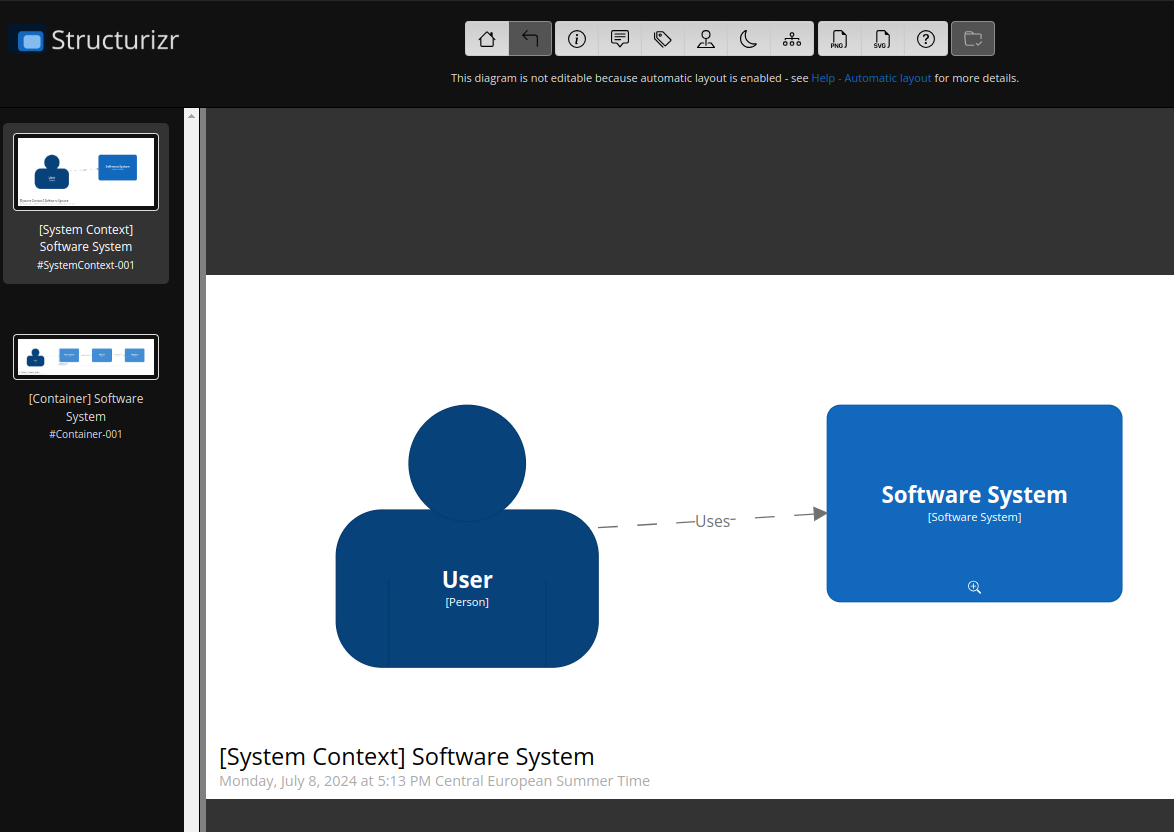 Structurizr
PNG
SVG
This diagram is not editable because automatic layout is enabled - see Help - Automatic layout for more details.
[System Context]
Software System
#SystemContext-001
[Container] Software
System
#Container-001
User
[Person]
Uses
Software System
[Software System]
[System Context] Software System
Monday, July 8, 2024 at 5:13 PM Central European Summer Time